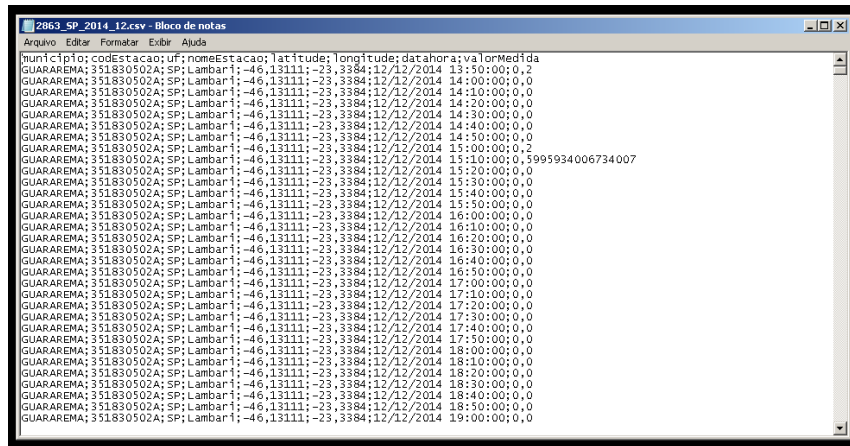 2863_SP_2014_12.csv - Bloco de notas
Arquivo Editar Formatar Exibir Ajuda
municipio;codEstacao;uf;nomeEstacao;latitude;longitude;datahora;valorMedida
GUARAREMA;351830502A;SP;Lambari;-46,13111;-23,3384;12/12/2014 13:50:00;0,2
GUARAREMA;351830502A;SP;Lambari;-46,13111;-23,3384;12/12/2014 14:00:00;0,0
GUARAREMA;351830502A;SP;Lambari;-46,13111;-23,3384;12/12/2014 14:10:00;0,0
GUARAREMA;351830502A;SP;Lambari;-46,13111;-23,3384;12/12/2014 14:20:00;0,0
GUARAREMA;351830502A;SP;Lambari;-46,13111;-23,3384;12/12/2014 14:30:00;0,0
GUARAREMA;351830502A;SP;Lambari;-46,13111;-23,3384;12/12/2014 14:40:00;0,0
GUARAREMA;351830502A;SP;Lambari;-46,13111;-23,3384;12/12/2014 14:50:00;0,0
GUARAREMA;351830502A;SP;Lambari;-46,13111;-23,3384;12/12/2014 15:00:00;0,2
GUARAREMA;351830502A;SP;Lambari;-46,13111;-23,3384;12/12/2014 15:10:00;0,5995934006734007
GUARAREMA;351830502A;SP;Lambari;-46,13111;-23,3384;12/12/2014 15:20:00;0,0
GUARAREMA;351830502A;SP;Lambari;-46,13111;-23,3384;12/12/2014 15:30:00;0,0
GUARAREMA;351830502A;SP;Lambari;-46,13111;-23,3384;12/12/2014 15:40:00;0,0
GUARAREMA;351830502A;SP;Lambari;-46,13111;-23,3384;12/12/2014 15:50:00;0,0
GUARAREMA;351830502A;SP;Lambari;-46,13111;-23,3384;12/12/2014 16:00:00;0,0
GUARAREMA;351830502A;SP;Lambari;-46,13111;-23,3384;12/12/2014 16:10:00;0,0
GUARAREMA;351830502A;SP;Lambari;-46,13111;-23,3384;12/12/2014 16:20:00;0,0
GUARAREMA;351830502A;SP;Lambari;-46,13111;-23,3384;12/12/2014 16:30:00;0,0
GUARAREMA;351830502A;SP;Lambari;-46,13111;-23,3384;12/12/2014 16:40:00;0,0
GUARAREMA;351830502A;SP;Lambari;-46,13111;-23,3384;12/12/2014 16:50:00;0,0
GUARAREMA;351830502A;SP;Lambari;-46,13111;-23,3384;12/12/2014 17:00:00;0,0
GUARAREMA;351830502A;SP;Lambari;-46,13111;-23,3384;12/12/2014 17:10:00;0,0
GUARAREMA;351830502A;SP;Lambari;-46,13111;-23,3384;12/12/2014 17:20:00;0,0
GUARAREMA;351830502A;SP;Lambari;-46,13111;-23,3384;12/12/2014 17:30:00;0,0
GUARAREMA;351830502A;SP;Lambari;-46,13111;-23,3384;12/12/2014 17:40:00;0,0
GUARAREMA;351830502A;SP;Lambari;-46,13111;-23,3384;12/12/2014 17:50:00;0,0
GUARAREMA;351830502A;SP;Lambari;-46,13111;-23,3384;12/12/2014 18:00:00;0,0
GUARAREMA;351830502A;SP;Lambari;-46,13111;-23,3384;12/12/2014 18:10:00;0,0
GUARAREMA;351830502A;SP;Lambari;-46,13111;-23,3384;12/12/2014 18:20:00;0,0
GUARAREMA;351830502A;SP;Lambari;-46,13111;-23,3384;12/12/2014 18:30:00;0,0
GUARAREMA;351830502A;SP;Lambari;-46,13111;-23,3384;12/12/2014 18:40:00;0,0
GUARAREMA;351830502A;SP;Lambari;-46,13111;-23,3384;12/12/2014 18:50:00;0,0
GUARAREMA;351830502A;SP;Lambari;-46,13111;-23,3384;12/12/2014 19:00:00;0,0